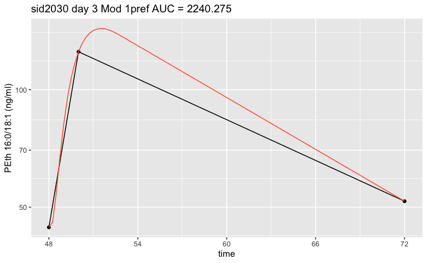 sid2030 day 3 Mod 1pref AUC = 2240.275
PEth 16:0/18:1 (ng/ml)
100
70
50
48 54 60 66 72
time